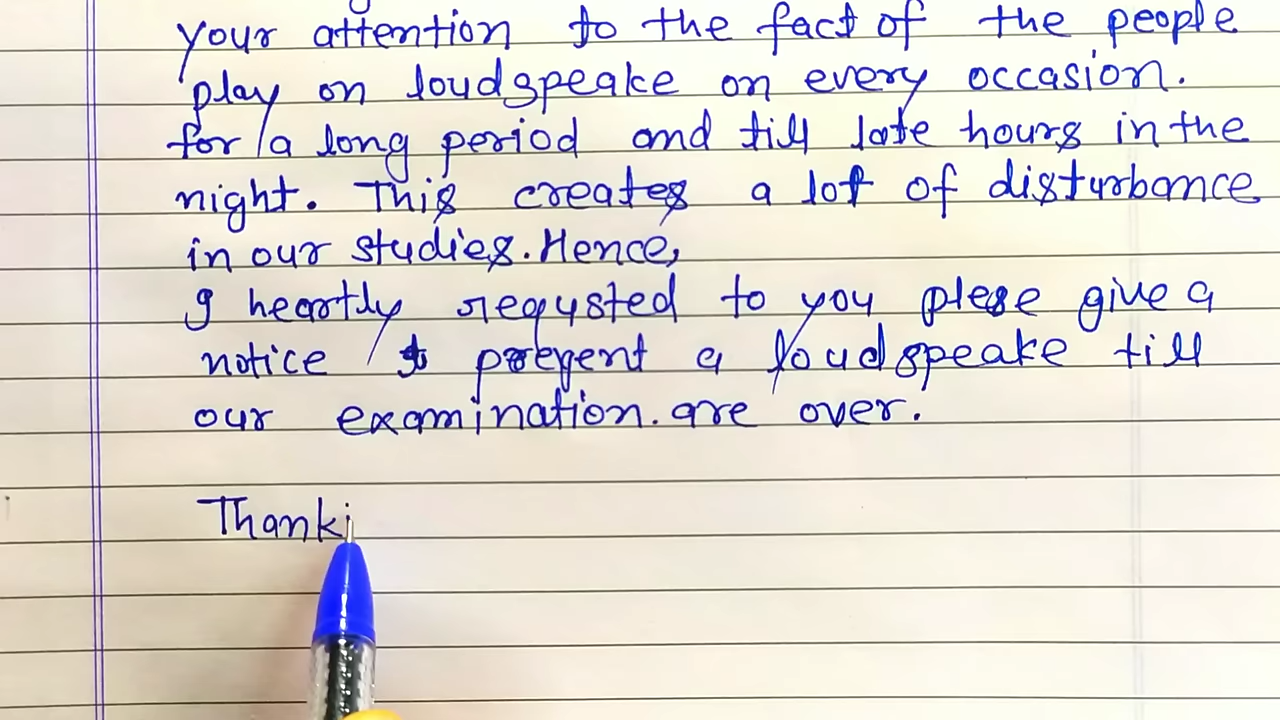 your attention to the fact of the people
play on loudspeake on every occasion.
for a long period and till late hours in the
night. This creates a lot of disturbance
in our studies. Hence,
I heartly requsted to you plese give a
notice to prevent a loudspeake till
our examination. are over.
Thanki